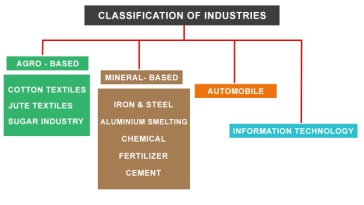 CLASSIFICATION OF INDUSTRIES
AGRO - BASED
COTTON TEXTILES
JUTE TEXTILES
SUGAR INDUSTRY
MINERAL- BASED
IRON & STEEL
ALUMINIUM SMELTING
CHEMICAL
FERTILIZER
CEMENT
AUTOMOBILE
INFORMATION TECHNOLOGY